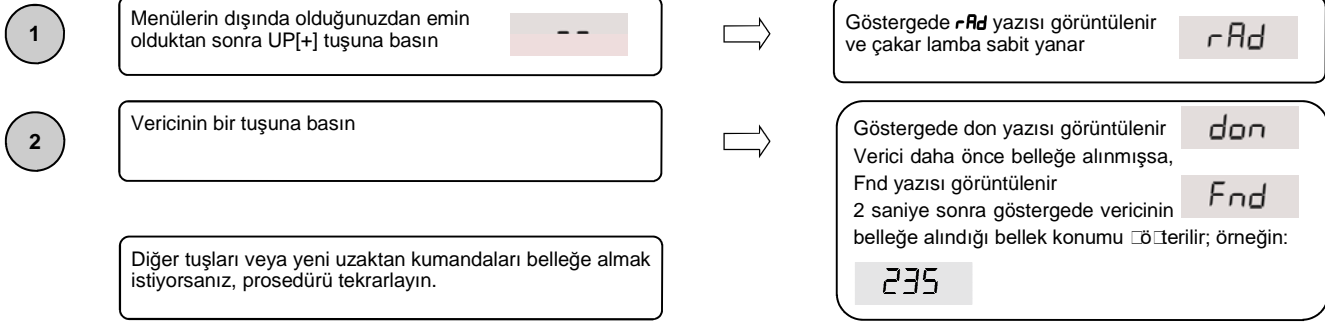 1
Menülerin dışında olduğunuzdan emin
olduktan sonra UP[+] tuşuna basın
--
Göstergede rAd yazısı görüntülenir
ve çakar lamba sabit yanar
rAd
2
Vericinin bir tuşuna basın
Göstergede don yazısı görüntülenir
don
Verici daha önce belleğe alınmışsa,
Fnd yazısı görüntülenir
Fnd
2 saniye sonra göstergede vericinin
belleğe alındığı bellek konumu □ö□terilir; örneğin:
235
Diğer tuşları veya yeni uzaktan kumandaları belleğe almak
istiyorsanız, prosedürü tekrarlayın.